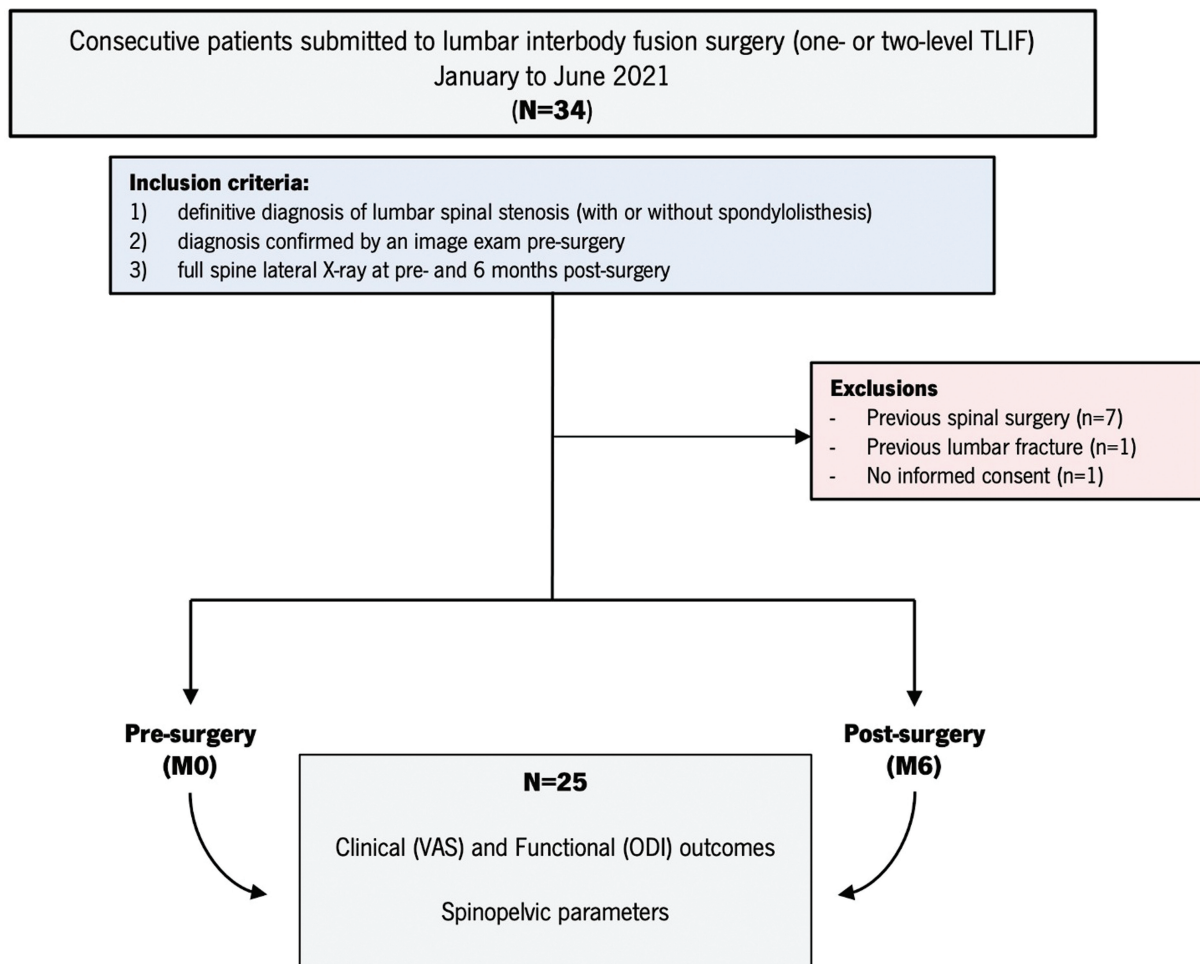 Consecutive patients submitted to lumbar interbody fusion surgery (one- or two-level TLIF)
January to June 2021
(N=34)
Inclusion criteria:
1) definitive diagnosis of lumbar spinal stenosis (with or without spondylolisthesis)
2) diagnosis confirmed by an image exam pre-surgery
3) full spine lateral X-ray at pre- and 6 months post-surgery
Exclusions
- Previous spinal surgery (n=7)
- Previous lumbar fracture (n=1)
- No informed consent (n=1)
Pre-surgery
(M0)
Post-surgery
(M6)
N=25
Clinical (VAS) and Functional (ODI) outcomes
Spinopelvic parameters